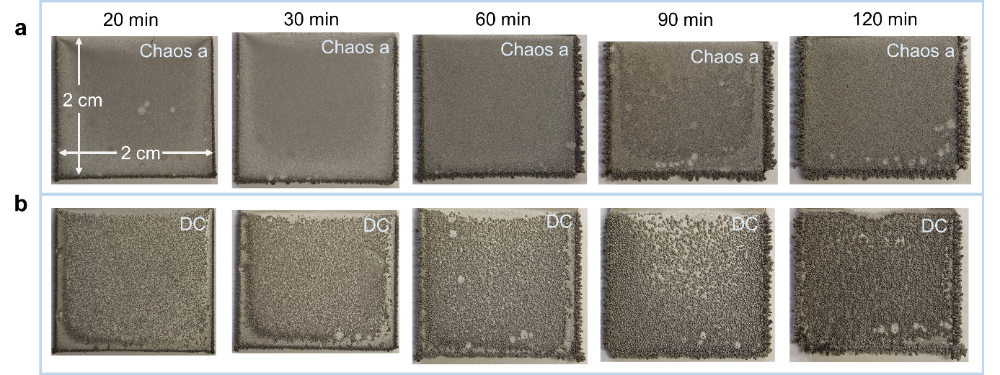 a
20 min 30 min 60 min 90 min 120 min
Chaos a Chaos a Chaos a Chaos a Chaos a
2 cm
2 cm
b
DC DC DC DC DC